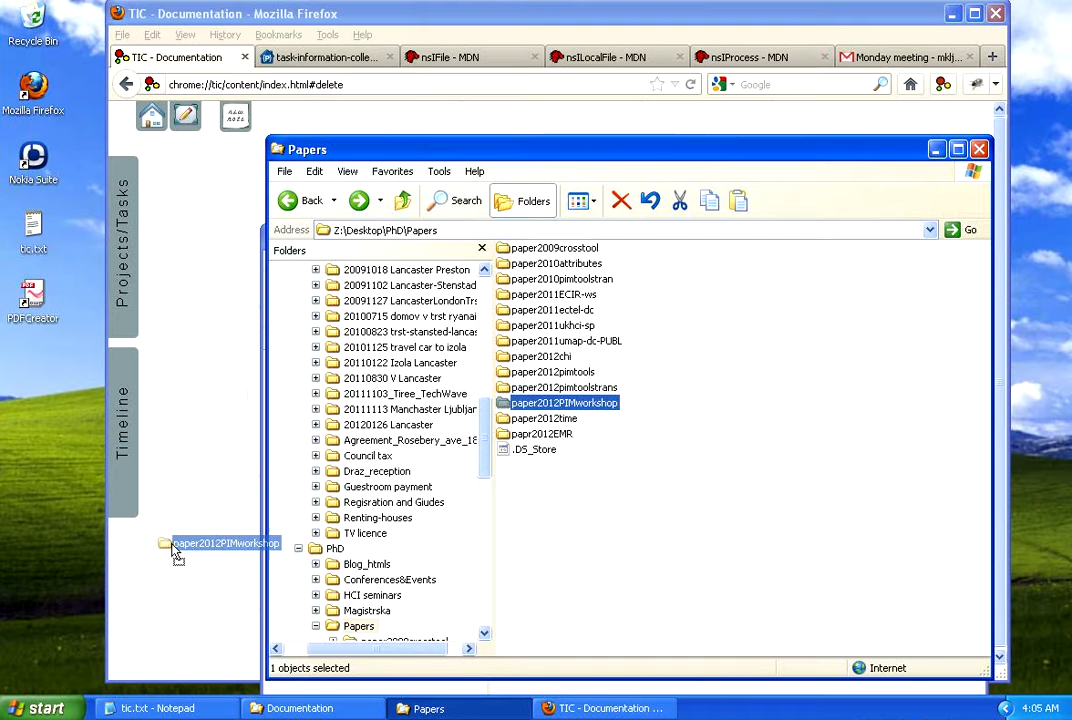 Recycle Bin
Mozilla Firefox
Nokia Suite
tic.txt
PDFCreator
TIC - Documentation - Mozilla Firefox
File Edit View History Bookmarks Tools Help
TIC - Documentation
task-information-colle...
nsIFile - MDN
nsILocalFile - MDN
nsIProcess - MDN
Monday meeting - mklj...
chrome://tic/content/index.html#delete
Google
new note
Projects/Tasks
Timeline
Papers
File Edit View Favorites Tools Help
Back
Search
Folders
Address
Z:\Desktop\PhD\Papers
Go
Folders
20091018 Lancaster Preston
20091102 Lancaster-Stenstad
20091127 LancasterLondonTrs
20100715 domov v trst ryanai
20100823 trst-stansted-lancas
20101125 travel car to izola
20110122 Izola Lancaster
20110830 V Lancaster
20111103_Tiree_TechWave
20111113 Manchaster Ljubljan
20120126 Lancaster
Agreement_Rosebery_ave_18
Council tax
Draz_reception
Guestroom payment
Regisration and Giudes
Renting-houses
TV licence
PhD
Blog_htmls
Conferences&Events
HCI seminars
Magistrska
Papers
paper2009crosstool
paper2009crosstool
paper2010attributes
paper2010pimtoolstran
paper2011ECIR-ws
paper2011ectel-dc
paper2011ukhci-sp
paper2011umap-dc-PUBL
paper2012chi
paper2012pimtools
paper2012pimtoolstrans
paper2012PIMworkshop
paper2012time
papr2012EMR
.DS_Store
paper2012PIMworkshop
1 objects selected
Internet
start
tic.txt - Notepad
Documentation
Papers
TIC - Documentation ...
4:05 AM